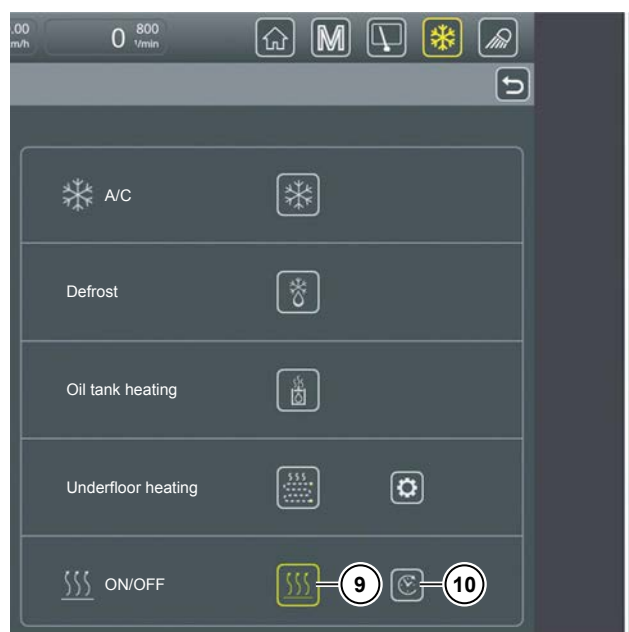 .00 800
m/h 0 1/min
M
A/C
Defrost
Oil tank heating
Underfloor heating
ON/OFF 9 10